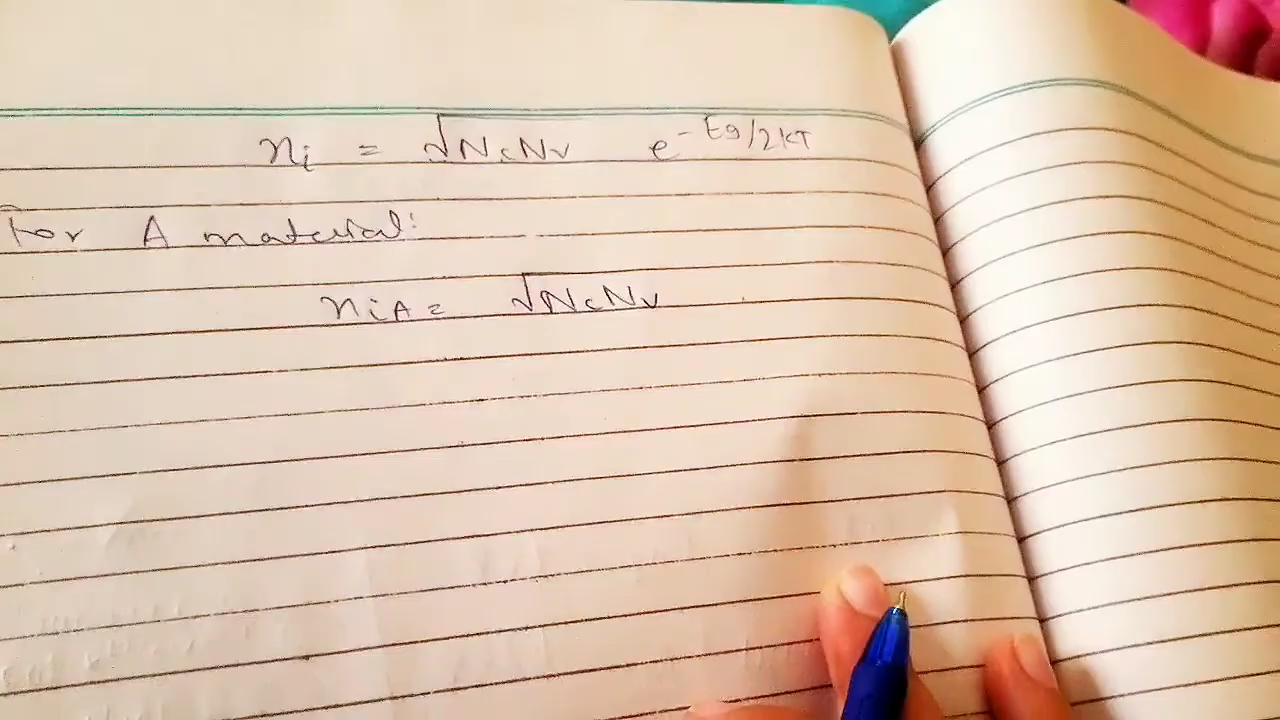 ni = √NcNv e^-Eg/2KT
For A material:
niA = √NcNv